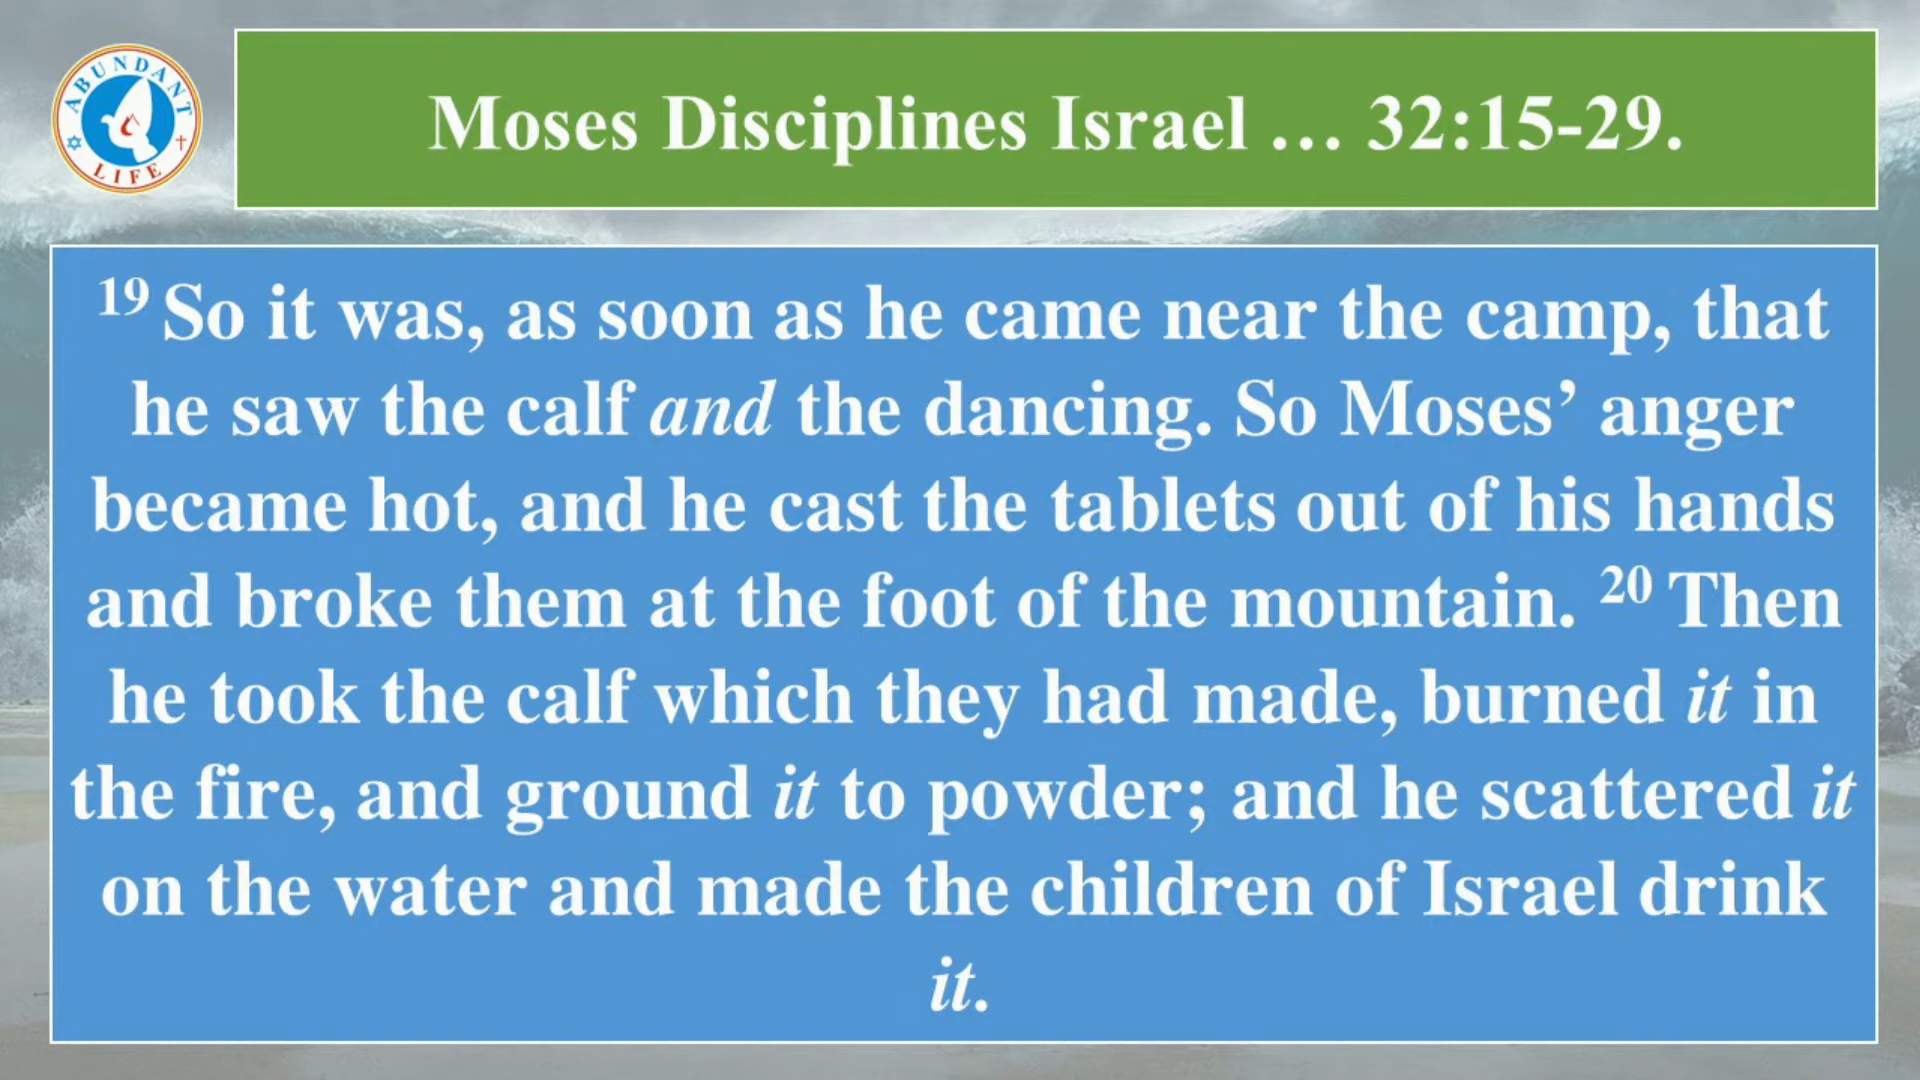 ABUNDANT
LIFE
Moses Disciplines Israel … 32:15-29.
19 So it was, as soon as he came near the camp, that
he saw the calf and the dancing. So Moses’ anger
became hot, and he cast the tablets out of his hands
and broke them at the foot of the mountain. 20 Then
he took the calf which they had made, burned it in
the fire, and ground it to powder; and he scattered it
on the water and made the children of Israel drink
it.